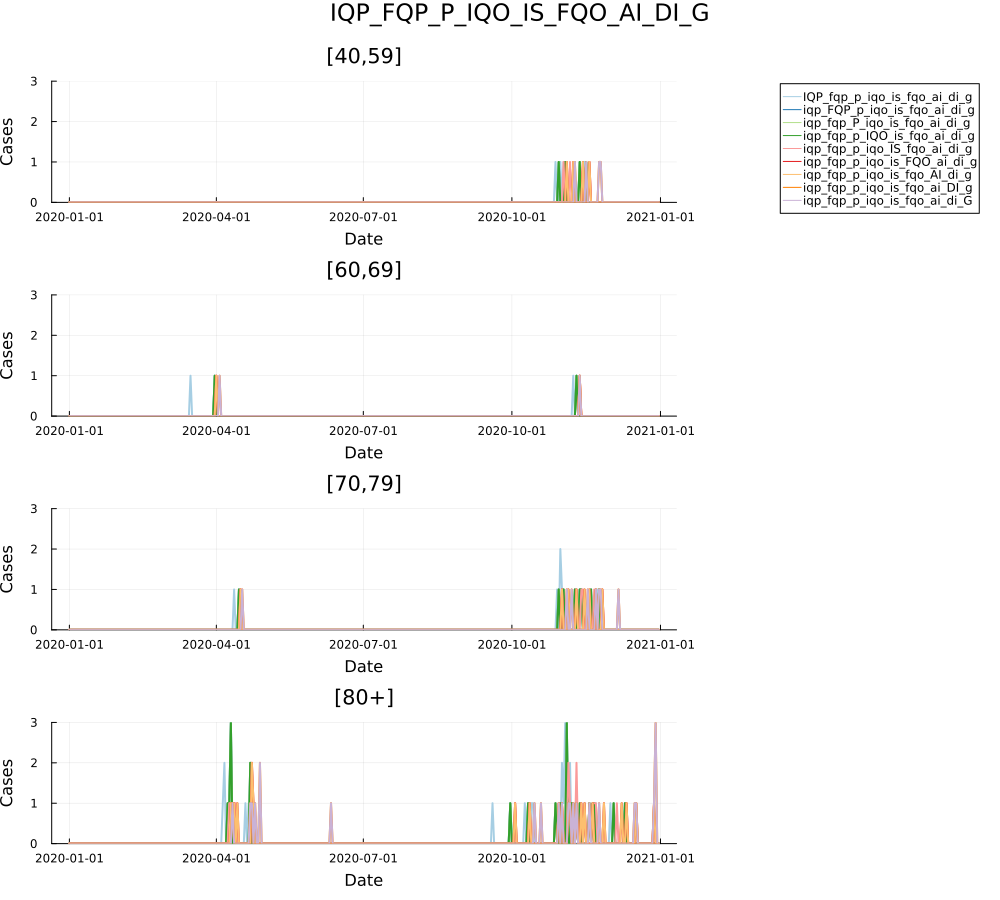 IQP_FQP_P_IQO_IS_FQO_AI_DI_G
[40,59]
3
2
1
0
Cases
2020-01-01 2020-04-01 2020-07-01 2020-10-01 2021-01-01
Date
IQP_fqp_p_iqo_is_fqo_ai_di_g
iqp_FQP_p_iqo_is_fqo_ai_di_g
iqp_fqp_P_iqo_is_fqo_ai_di_g
iqp_fqp_p_IQO_is_fqo_ai_di_g
iqp_fqp_p_iqo_IS_fqo_ai_di_g
iqp_fqp_p_iqo_is_FQO_ai_di_g
iqp_fqp_p_iqo_is_fqo_AI_di_g
iqp_fqp_p_iqo_is_fqo_ai_DI_g
iqp_fqp_p_iqo_is_fqo_ai_di_G
[60,69]
3
2
1
0
Cases
2020-01-01 2020-04-01 2020-07-01 2020-10-01 2021-01-01
Date
[70,79]
3
2
1
0
Cases
2020-01-01 2020-04-01 2020-07-01 2020-10-01 2021-01-01
Date
[80+]
3
2
1
0
Cases
2020-01-01 2020-04-01 2020-07-01 2020-10-01 2021-01-01
Date